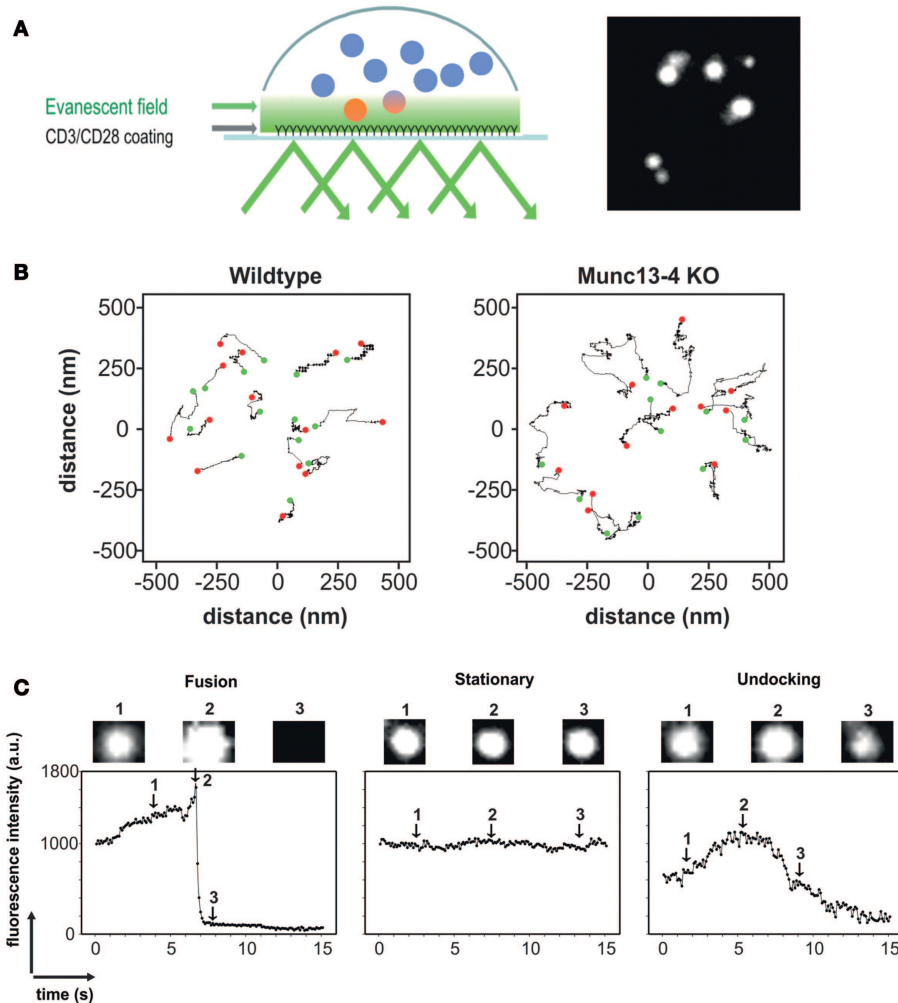 A
Evanescent field
CD3/CD28 coating
B
Wildtype
Munc13-4 KO
500
250
0
-250
-500
distance (nm)
-500 -250 0 250 500
distance (nm)
500
250
0
-250
-500
-500 -250 0 250 500
distance (nm)
C
Fusion
Stationary
Undocking
1 2 3
1 2 3
1 2 3
fluorescence intensity (a.u.)
1800
1000
0
1
2
3
0 5 10 15
1 2 3
0 5 10 15
1
2
3
0 5 10 15
time (s)